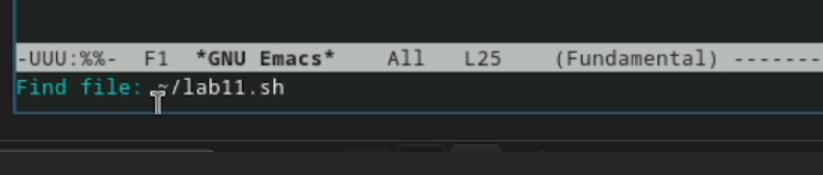 -UUU:%%-  F1  *GNU Emacs*    All   L25    (Fundamental) -------
Find file: ~/lab11.sh